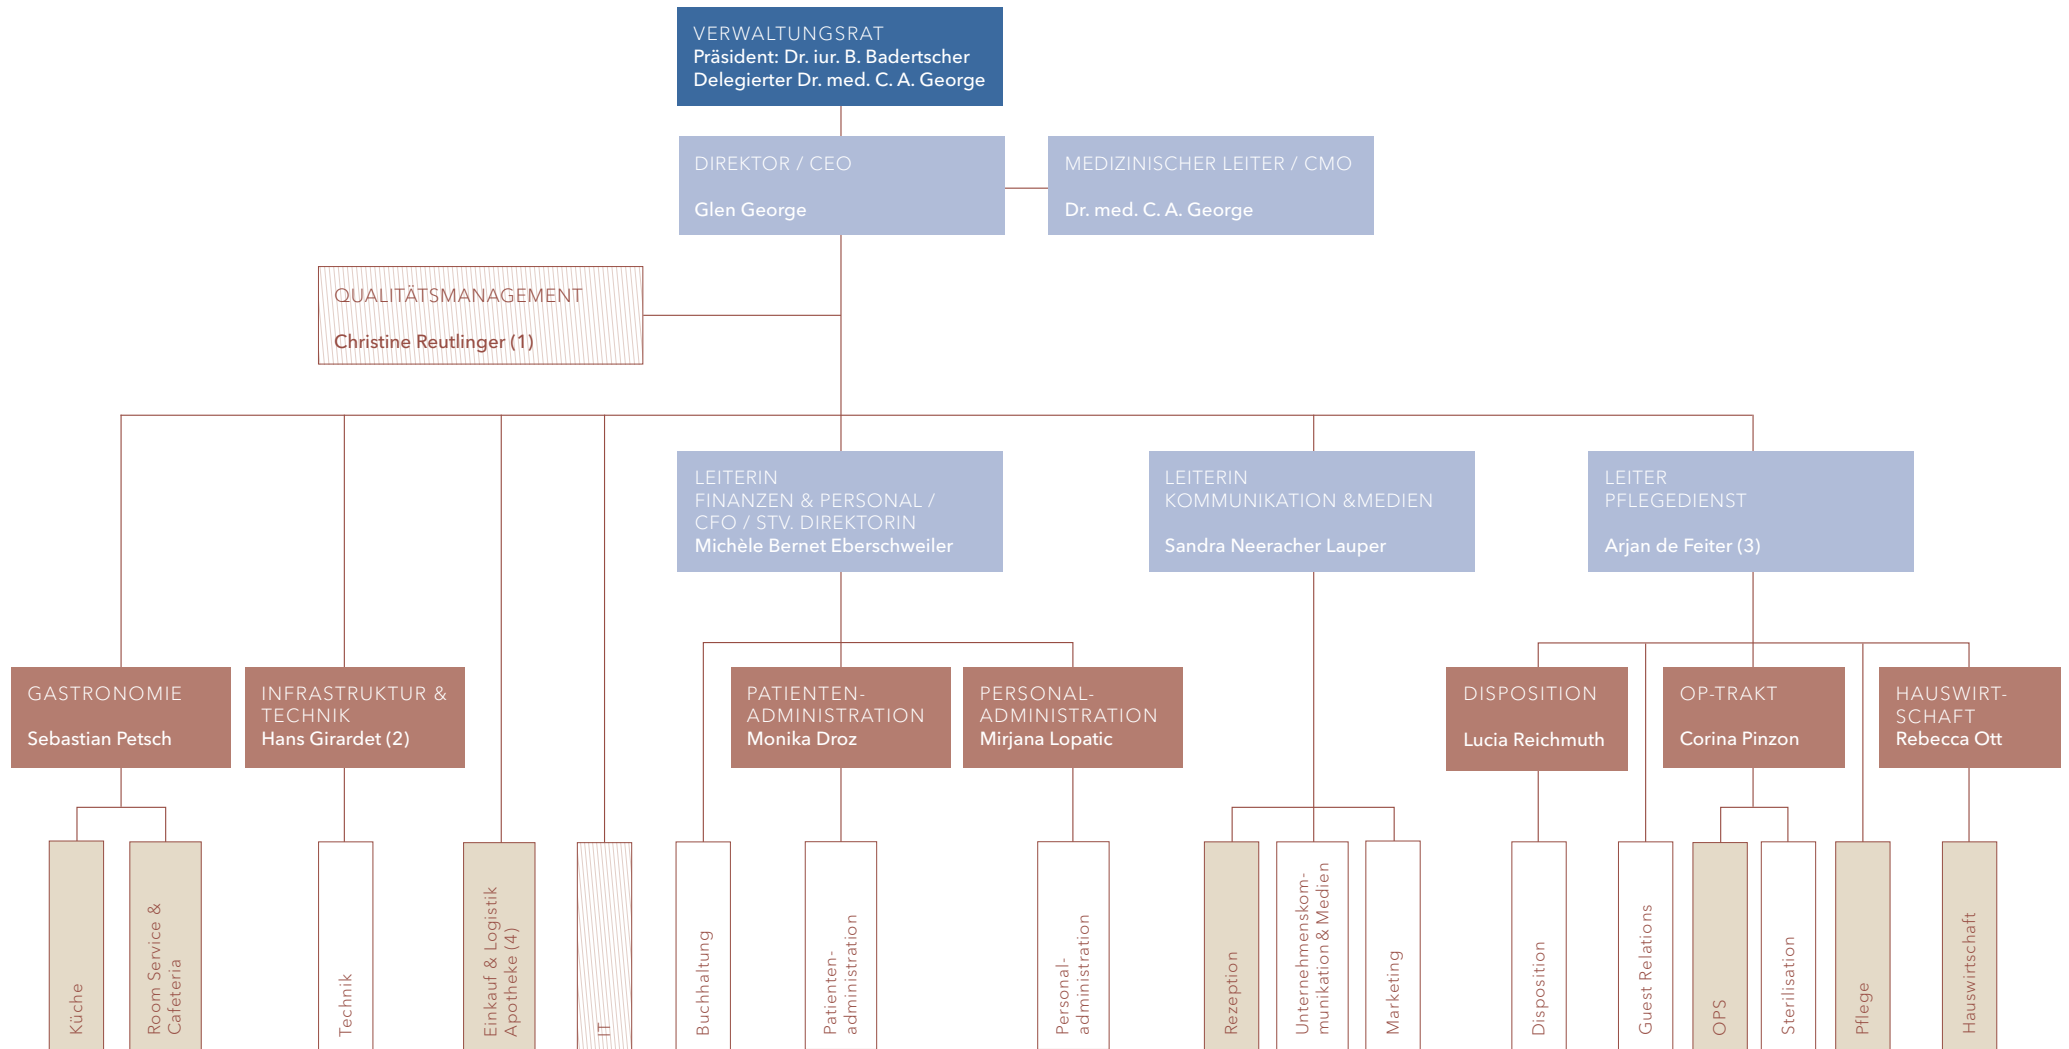 VERWALTUNGSRAT
Präsident: Dr. iur. B. Badertscher
Delegierter Dr. med. C. A. George
DIREKTOR / CEO
Glen George
MEDIZINISCHER LEITER / CMO
Dr. med. C. A. George
QUALITÄTSMANAGEMENT
Christine Reutlinger (1)
LEITERIN
FINANZEN & PERSONAL /
CFO / STV. DIREKTORIN
Michèle Bernet Eberschweiler
LEITERIN
KOMMUNIKATION &MEDIEN
Sandra Neeracher Lauper
LEITER
PFLEGEDIENST
Arjan de Feiter (3)
GASTRONOMIE
Sebastian Petsch
INFRASTRUKTUR &
TECHNIK
Hans Girardet (2)
PATIENTEN-
ADMINISTRATION
Monika Droz
PERSONAL-
ADMINISTRATION
Mirjana Lopatic
DISPOSITION
Lucia Reichmuth
OP-TRAKT
Corina Pinzon
HAUSWIRT-
SCHAFT
Rebecca Ott
Küche
Room Service &
Cafeteria
Technik
Einkauf & Logistik
Apotheke (4)
IT
Buchhaltung
Patienten-
administration
Personal-
administration
Rezeption
Unternehmenskom-
munikation & Medien
Marketing
Disposition
Guest Relations
OPS
Sterilisation
Pflege
Hauswirtschaft